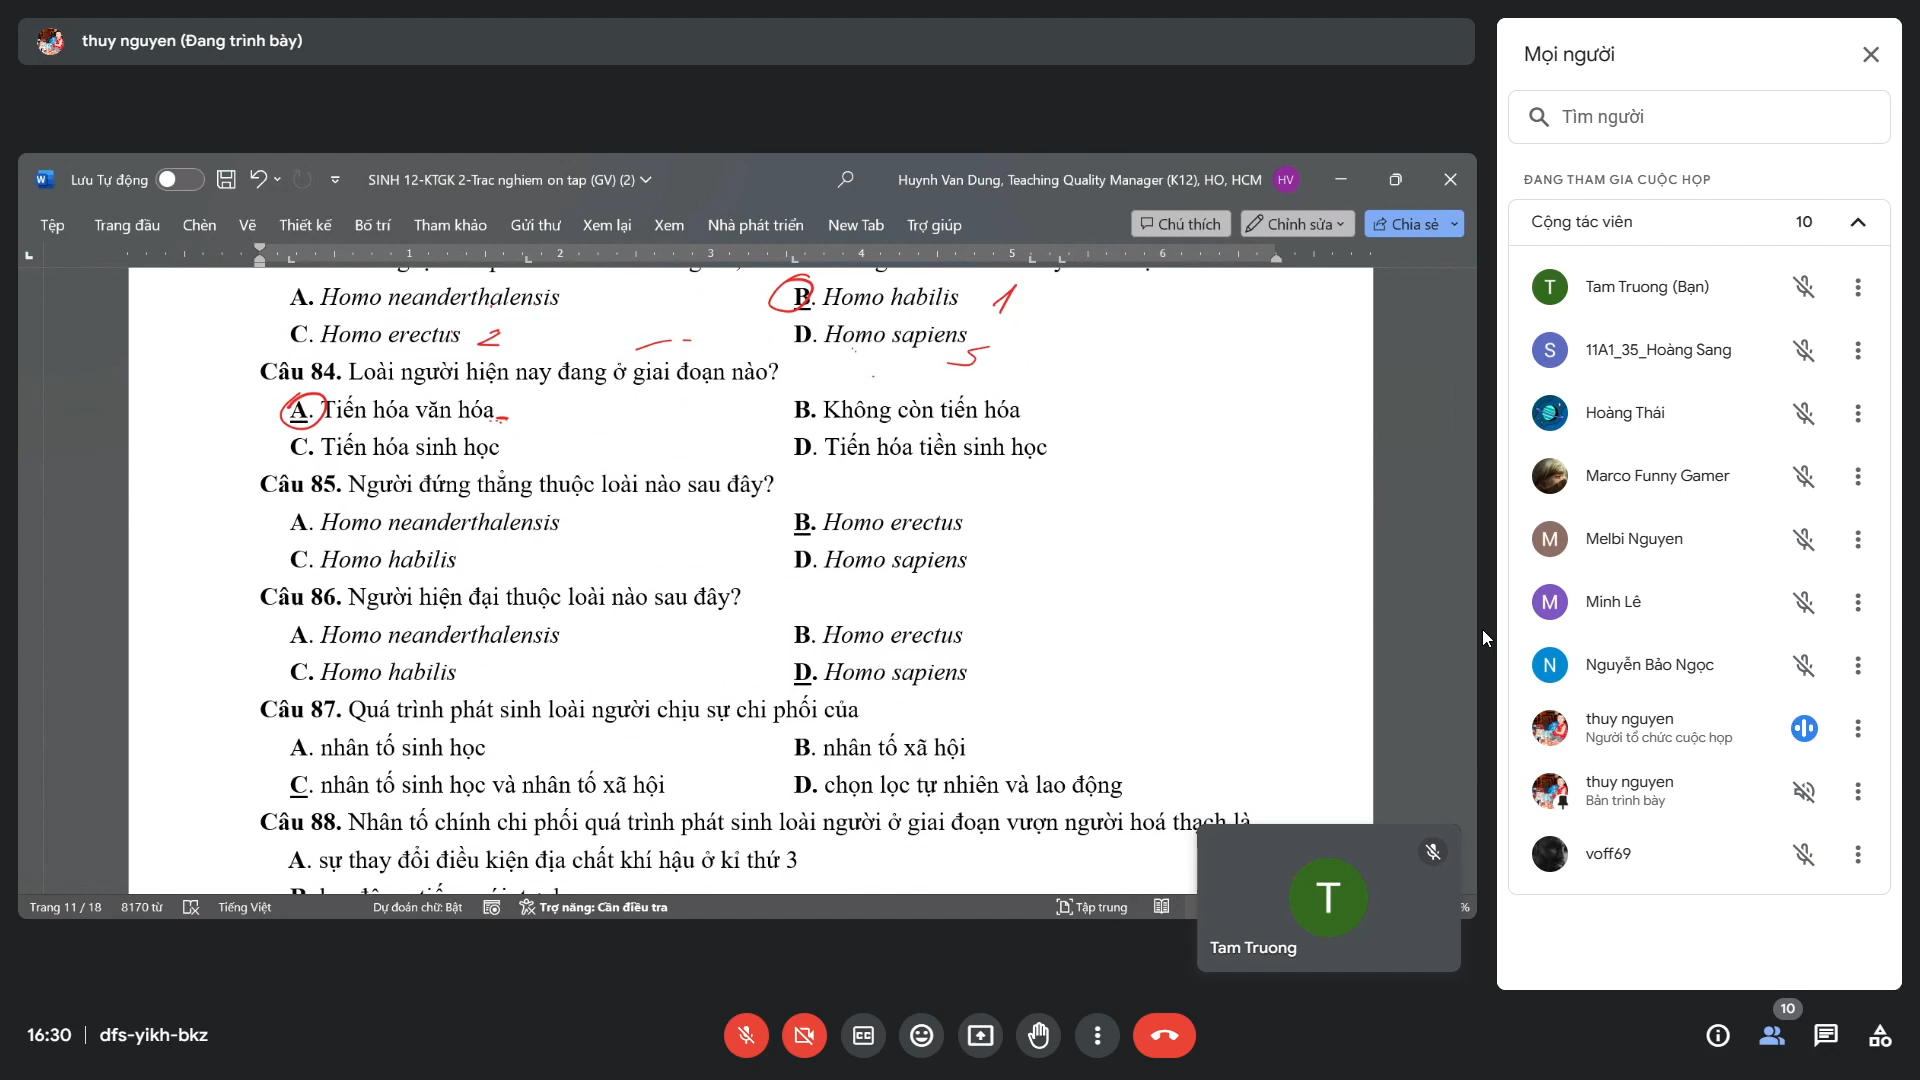 thuy nguyen (Đang trình bày)
Lưu Tự động
SINH 12-KTGK 2-Trac nghiem on tap (GV) (2)
Huynh Van Dung, Teaching Quality Manager (K12), HO, HCM
HV
Tệp Trang đầu Chèn Vẽ Thiết kế Bố trí Tham khảo Gửi thư Xem lại Xem Nhà phát triển New Tab Trợ giúp
Chú thích Chỉnh sửa Chia sẻ
1 2 3 4 5 6
A. Homo neanderthalensis B. Homo habilis 1
C. Homo erectus 2 D. Homo sapiens
5
Câu 84. Loài người hiện nay đang ở giai đoạn nào?
A. Tiến hóa văn hóa B. Không còn tiến hóa
C. Tiến hóa sinh học D. Tiến hóa tiền sinh học
Câu 85. Người đứng thẳng thuộc loài nào sau đây?
A. Homo neanderthalensis B. Homo erectus
C. Homo habilis D. Homo sapiens
Câu 86. Người hiện đại thuộc loài nào sau đây?
A. Homo neanderthalensis B. Homo erectus
C. Homo habilis D. Homo sapiens
Câu 87. Quá trình phát sinh loài người chịu sự chi phối của
A. nhân tố sinh học B. nhân tố xã hội
C. nhân tố sinh học và nhân tố xã hội D. chọn lọc tự nhiên và lao động
Câu 88. Nhân tố chính chi phối quá trình phát sinh loài người ở giai đoạn vượn người hoá thạch là
A. sự thay đổi điều kiện địa chất khí hậu ở kỉ thứ 3
Trang 11 / 18 8170 từ Tiếng Việt Dự đoán chữ: Bật Trợ năng: Cần điều tra Tập trung %
T
Tam Truong
16:30 | dfs-yikh-bkz
Mọi người
Tìm người
ĐANG THAM GIA CUỘC HỌP
Cộng tác viên 10
T Tam Truong (Bạn)
S 11A1_35_Hoàng Sang
Hoàng Thái
Marco Funny Gamer
M Melbi Nguyen
M Minh Lê
N Nguyễn Bảo Ngọc
thuy nguyen
Người tổ chức cuộc họp
thuy nguyen
Bản trình bày
voff69
10